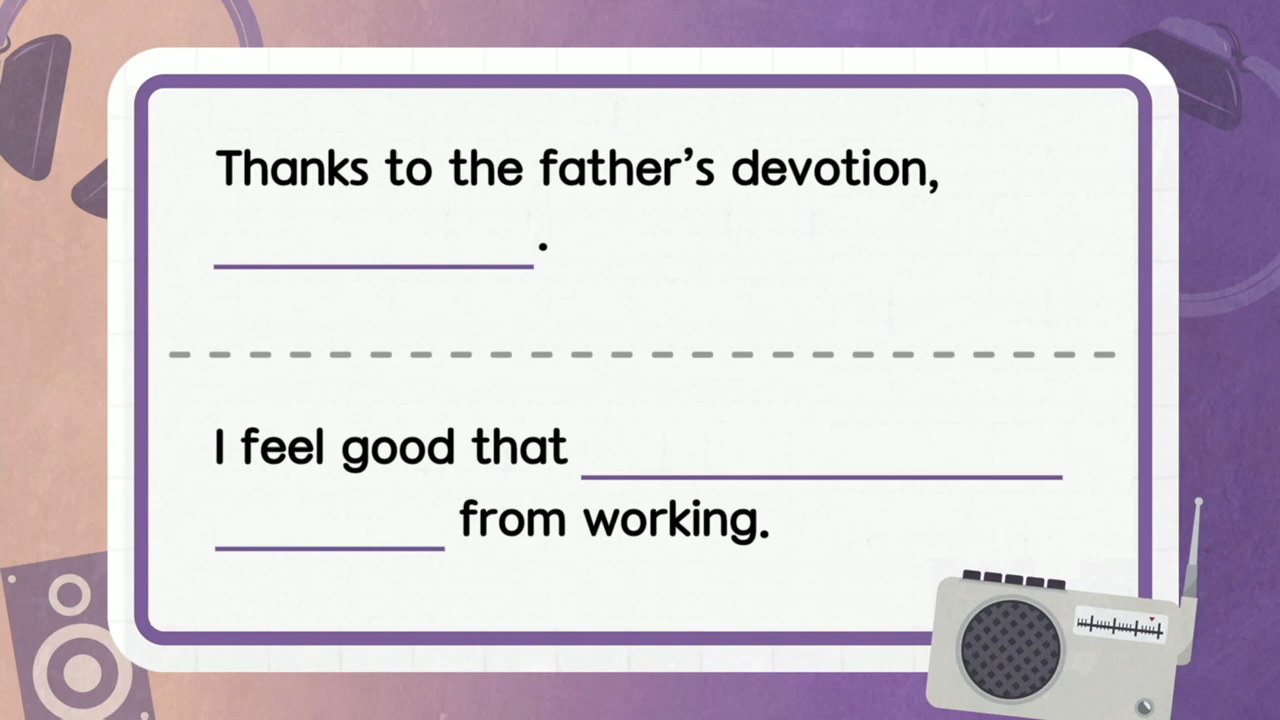 Thanks to the father’s devotion,
.
I feel good that
from working.